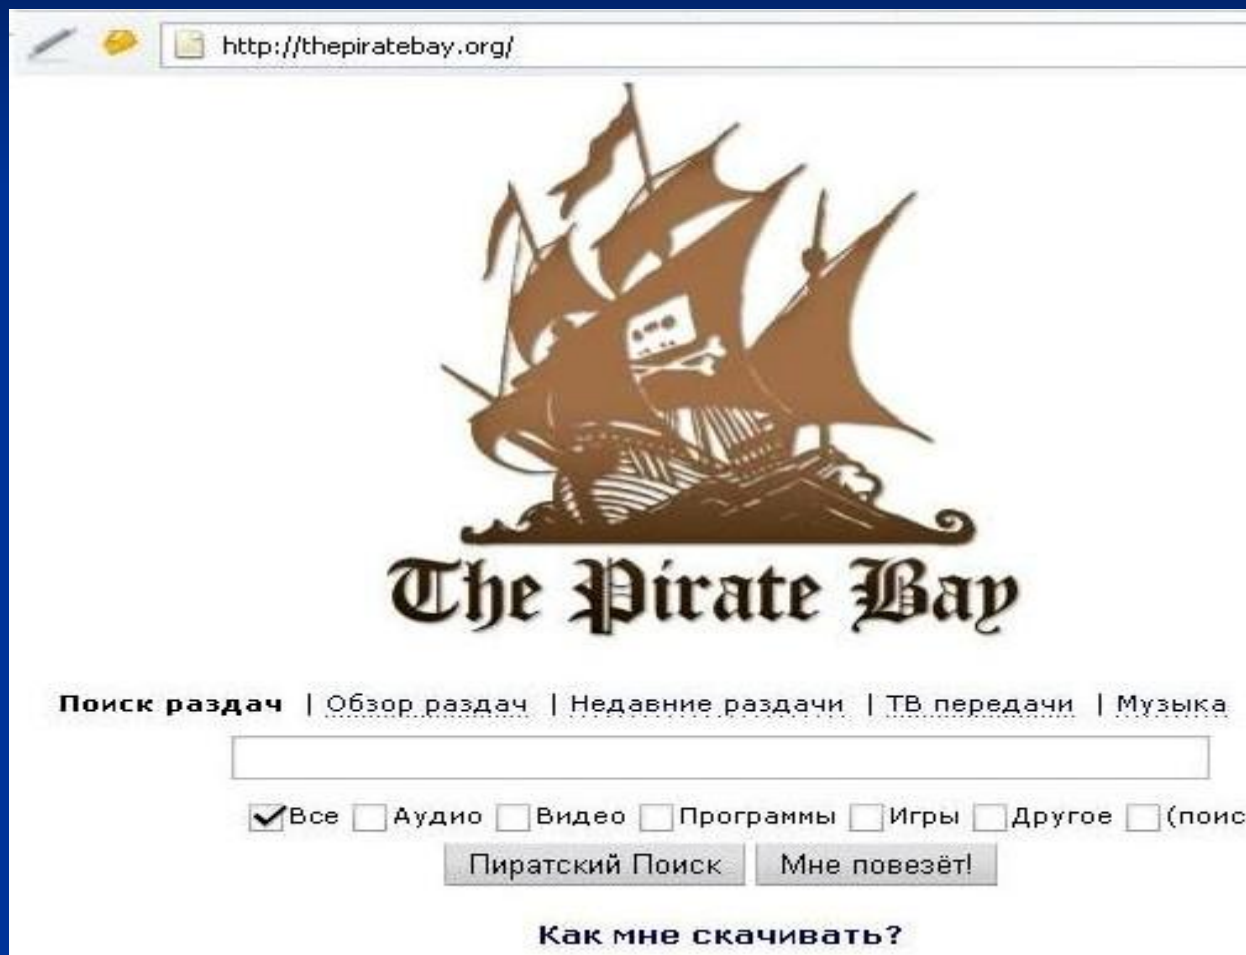 http://thepiratebay.org/
The Pirate Bay
Поиск раздач | Обзор раздач | Недавние раздачи | ТВ передачи | Музыка
Все Аудио Видео Программы Игры Другое (поис
Пиратский Поиск Мне повезёт!
Как мне скачивать?